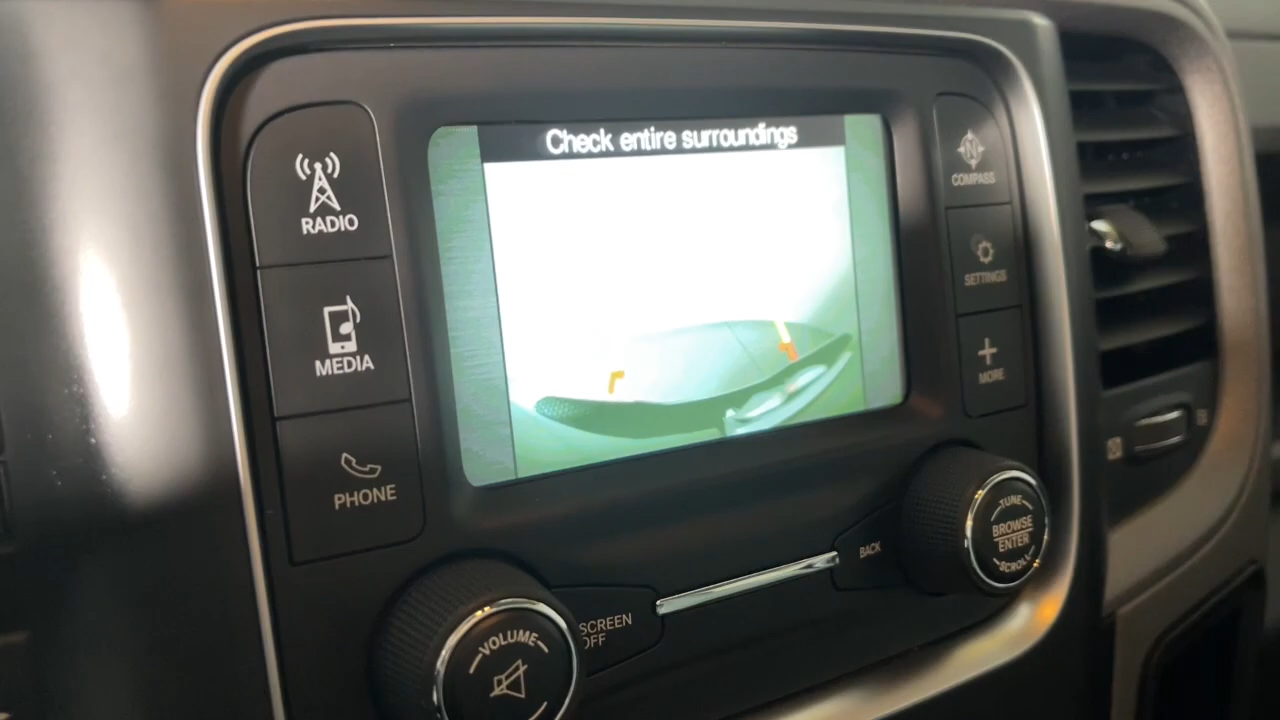 Check entire surroundings
RADIO
MEDIA
PHONE
N
COMPASS
SETTINGS
MORE
VOLUME
SCREEN
OFF
BACK
TUNE
BROWSE
ENTER
SCROLL